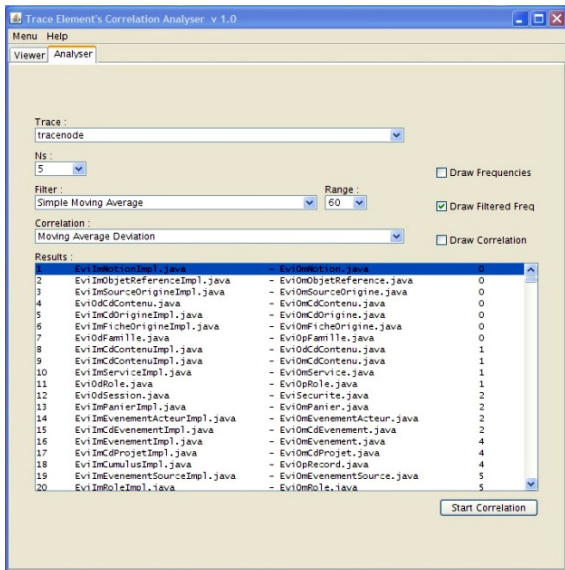 Trace Element's Correlation Analyser v 1.0
Menu Help
Viewer Analyser
Trace :
tracenode
Ns :
5
Draw Frequencies
Filter : Range :
Simple Moving Average 60 Draw Filtered Freq
Correlation :
Moving Average Deviation Draw Correlation
Results :
1 EviImNotionImpl.java - EviOmNotion.java 0
2 EviImObjetReferenceImpl.java - EviOmObjetReference.java 0
3 EviImSourceOrigineImpl.java - EviOmSourceOrigine.java 0
4 EviOdCdContenu.java - EviOmCdContenu.java 0
5 EviImCdOrigineImpl.java - EviOmCdOrigine.java 0
6 EviImFicheOrigineImpl.java - EviOmFicheOrigine.java 0
7 EviOdFamille.java - EviOpFamille.java 0
8 EviImCdContenuImpl.java - EviOdCdContenu.java 1
9 EviImCdContenuImpl.java - EviOmCdContenu.java 1
10 EviImServiceImpl.java - EviOmService.java 1
11 EviOdRole.java - EviOpRole.java 1
12 EviOdSession.java - EviSecurite.java 2
13 EviImPanierImpl.java - EviOmPanier.java 2
14 EviImEvenementActeurImpl.java - EviOmEvenementActeur.java 2
15 EviImCdEvenementImpl.java - EviOmCdEvenement.java 2
16 EviImEvenementImpl.java - EviOmEvenement.java 4
17 EviImCdProjetImpl.java - EviOmCdProjet.java 4
18 EviImCumulusImpl.java - EviOpRecord.java 4
19 EviImEvenementSourceImpl.java - EviOmEvenementSource.java 5
20 EviImRoleImpl.java - EviOmRole.java 5
Start Correlation